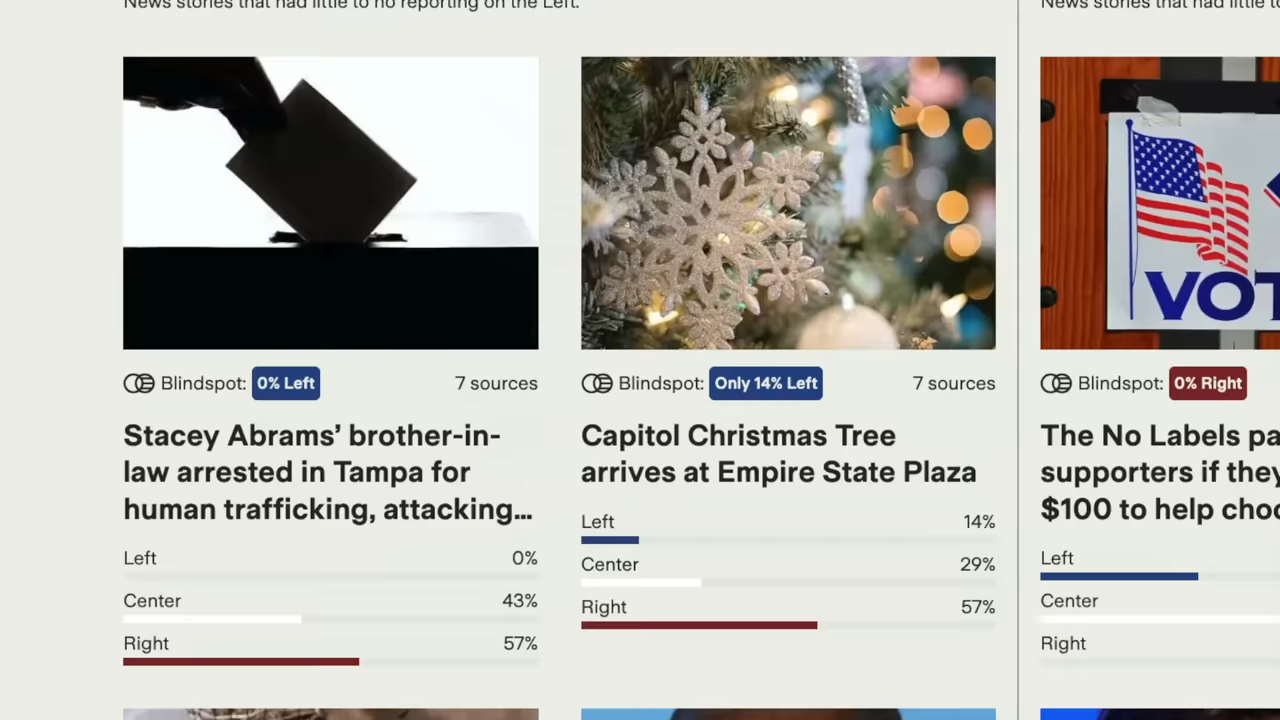 News stories that had little to no reporting on the Left.
Blindspot: 0% Left 7 sources
Stacey Abrams’ brother-in-
law arrested in Tampa for
human trafficking, attacking...
Left 0%
Center 43%
Right 57%
Blindspot: Only 14% Left 7 sources
Capitol Christmas Tree
arrives at Empire State Plaza
Left 14%
Center 29%
Right 57%
News stories that had little
VOT
Blindspot: 0% Right
The No Labels
supporters if they
$100 to help
Left
Center
Right